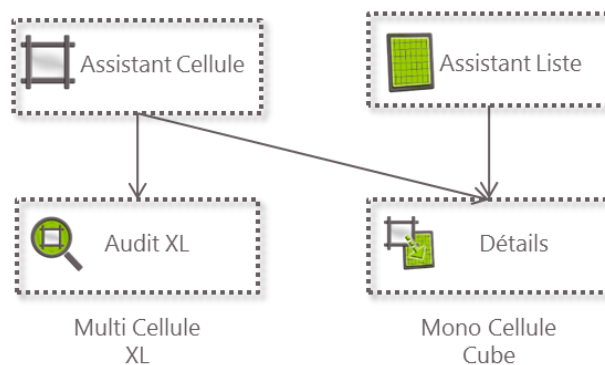 Assistant Cellule
Assistant Liste
Audit XL
Détails
Multi Cellule
XL
Mono Cellule
Cube